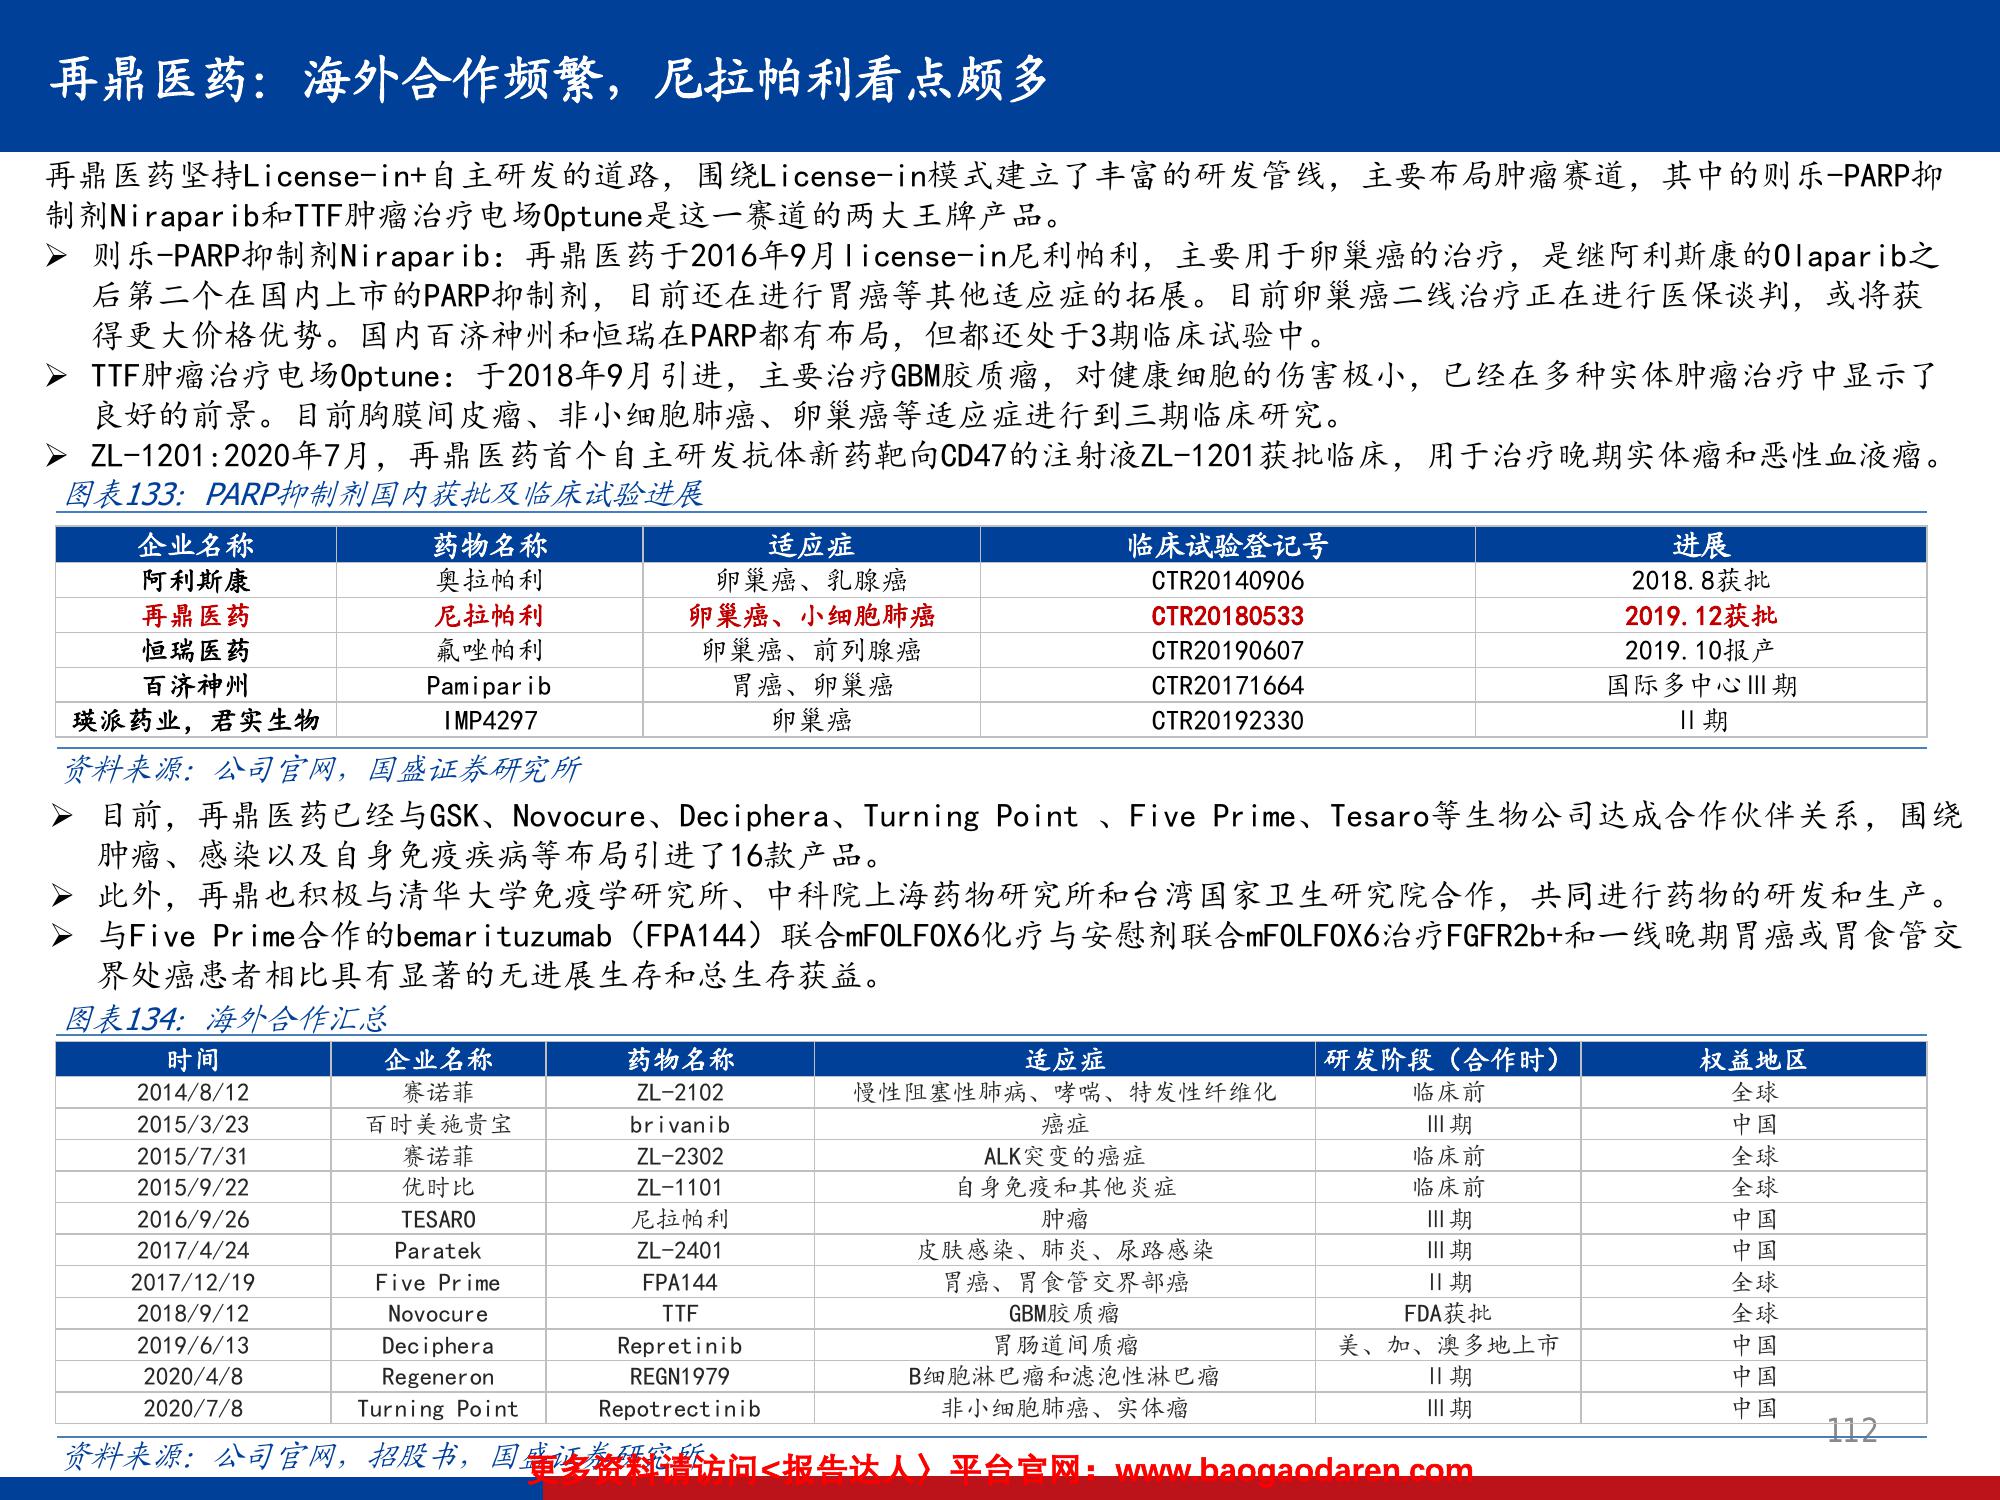 再鼎医药：海外合作频繁，尼拉帕利看点颇多
再鼎医药坚持License-in+自主研发的道路，围绕License-in模式建立了丰富的研发管线，主要布局肿瘤赛道，其中的则乐-PARP抑
制剂Niraparib和TTF肿瘤治疗电场Optune是这一赛道的两大王牌产品。
➢ 则乐-PARP抑制剂Niraparib：再鼎医药于2016年9月license-in尼利帕利，主要用于卵巢癌的治疗，是继阿利斯康的Olaparib之
后第二个在国内上市的PARP抑制剂，目前还在进行胃癌等其他适应症的拓展。目前卵巢癌二线治疗正在进行医保谈判，或将获
得更大价格优势。国内百济神州和恒瑞在PARP都有布局，但都还处于3期临床试验中。
➢ TTF肿瘤治疗电场Optune：于2018年9月引进，主要治疗GBM胶质瘤，对健康细胞的伤害极小，已经在多种实体肿瘤治疗中显示了
良好的前景。目前胸膜间皮瘤、非小细胞肺癌、卵巢癌等适应症进行到三期临床研究。
➢ ZL-1201:2020年7月，再鼎医药首个自主研发抗体新药靶向CD47的注射液ZL-1201获批临床，用于治疗晚期实体瘤和恶性血液瘤。
图表133：PARP抑制剂国内获批及临床试验进展
企业名称 药物名称 适应症 临床试验登记号 进展
阿利斯康 奥拉帕利 卵巢癌、乳腺癌 CTR20140906 2018.8获批
再鼎医药 尼拉帕利 卵巢癌、小细胞肺癌 CTR20180533 2019.12获批
恒瑞医药 氟唑帕利 卵巢癌、前列腺癌 CTR20190607 2019.10报产
百济神州 Pamiparib 胃癌、卵巢癌 CTR20171664 国际多中心Ⅲ期
瑛派药业，君实生物 IMP4297 卵巢癌 CTR20192330 Ⅱ期
资料来源：公司官网，国盛证券研究所
➢ 目前，再鼎医药已经与GSK、Novocure、Deciphera、Turning Point 、Five Prime、Tesaro等生物公司达成合作伙伴关系，围绕
肿瘤、感染以及自身免疫疾病等布局引进了16款产品。
➢ 此外，再鼎也积极与清华大学免疫学研究所、中科院上海药物研究所和台湾国家卫生研究院合作，共同进行药物的研发和生产。
➢ 与Five Prime合作的bemarituzumab（FPA144）联合mFOLFOX6化疗与安慰剂联合mFOLFOX6治疗FGFR2b+和一线晚期胃癌或胃食管交
界处癌患者相比具有显著的无进展生存和总生存获益。
图表134：海外合作汇总
时间 企业名称 药物名称 适应症 研发阶段（合作时） 权益地区
2014/8/12 赛诺菲 ZL-2102 慢性阻塞性肺病、哮喘、特发性纤维化 临床前 全球
2015/3/23 百时美施贵宝 brivanib 癌症 Ⅲ期 中国
2015/7/31 赛诺菲 ZL-2302 ALK突变的癌症 临床前 全球
2015/9/22 优时比 ZL-1101 自身免疫和其他炎症 临床前 全球
2016/9/26 TESARO 尼拉帕利 肿瘤 Ⅲ期 中国
2017/4/24 Paratek ZL-2401 皮肤感染、肺炎、尿路感染 Ⅲ期 中国
2017/12/19 Five Prime FPA144 胃癌、胃食管交界部癌 Ⅱ期 全球
2018/9/12 Novocure TTF GBM胶质瘤 FDA获批 全球
2019/6/13 Deciphera Repretinib 胃肠道间质瘤 美、加、澳多地上市 中国
2020/4/8 Regeneron REGN1979 B细胞淋巴瘤和滤泡性淋巴瘤 Ⅱ期 中国
2020/7/8 Turning Point Repotrectinib 非小细胞肺癌、实体瘤 Ⅲ期 中国
112
资料来源：公司官网，招股书，国盛证券研究所
更多资料请访问<报告达人〉平台官网：www.baogaodaren.com